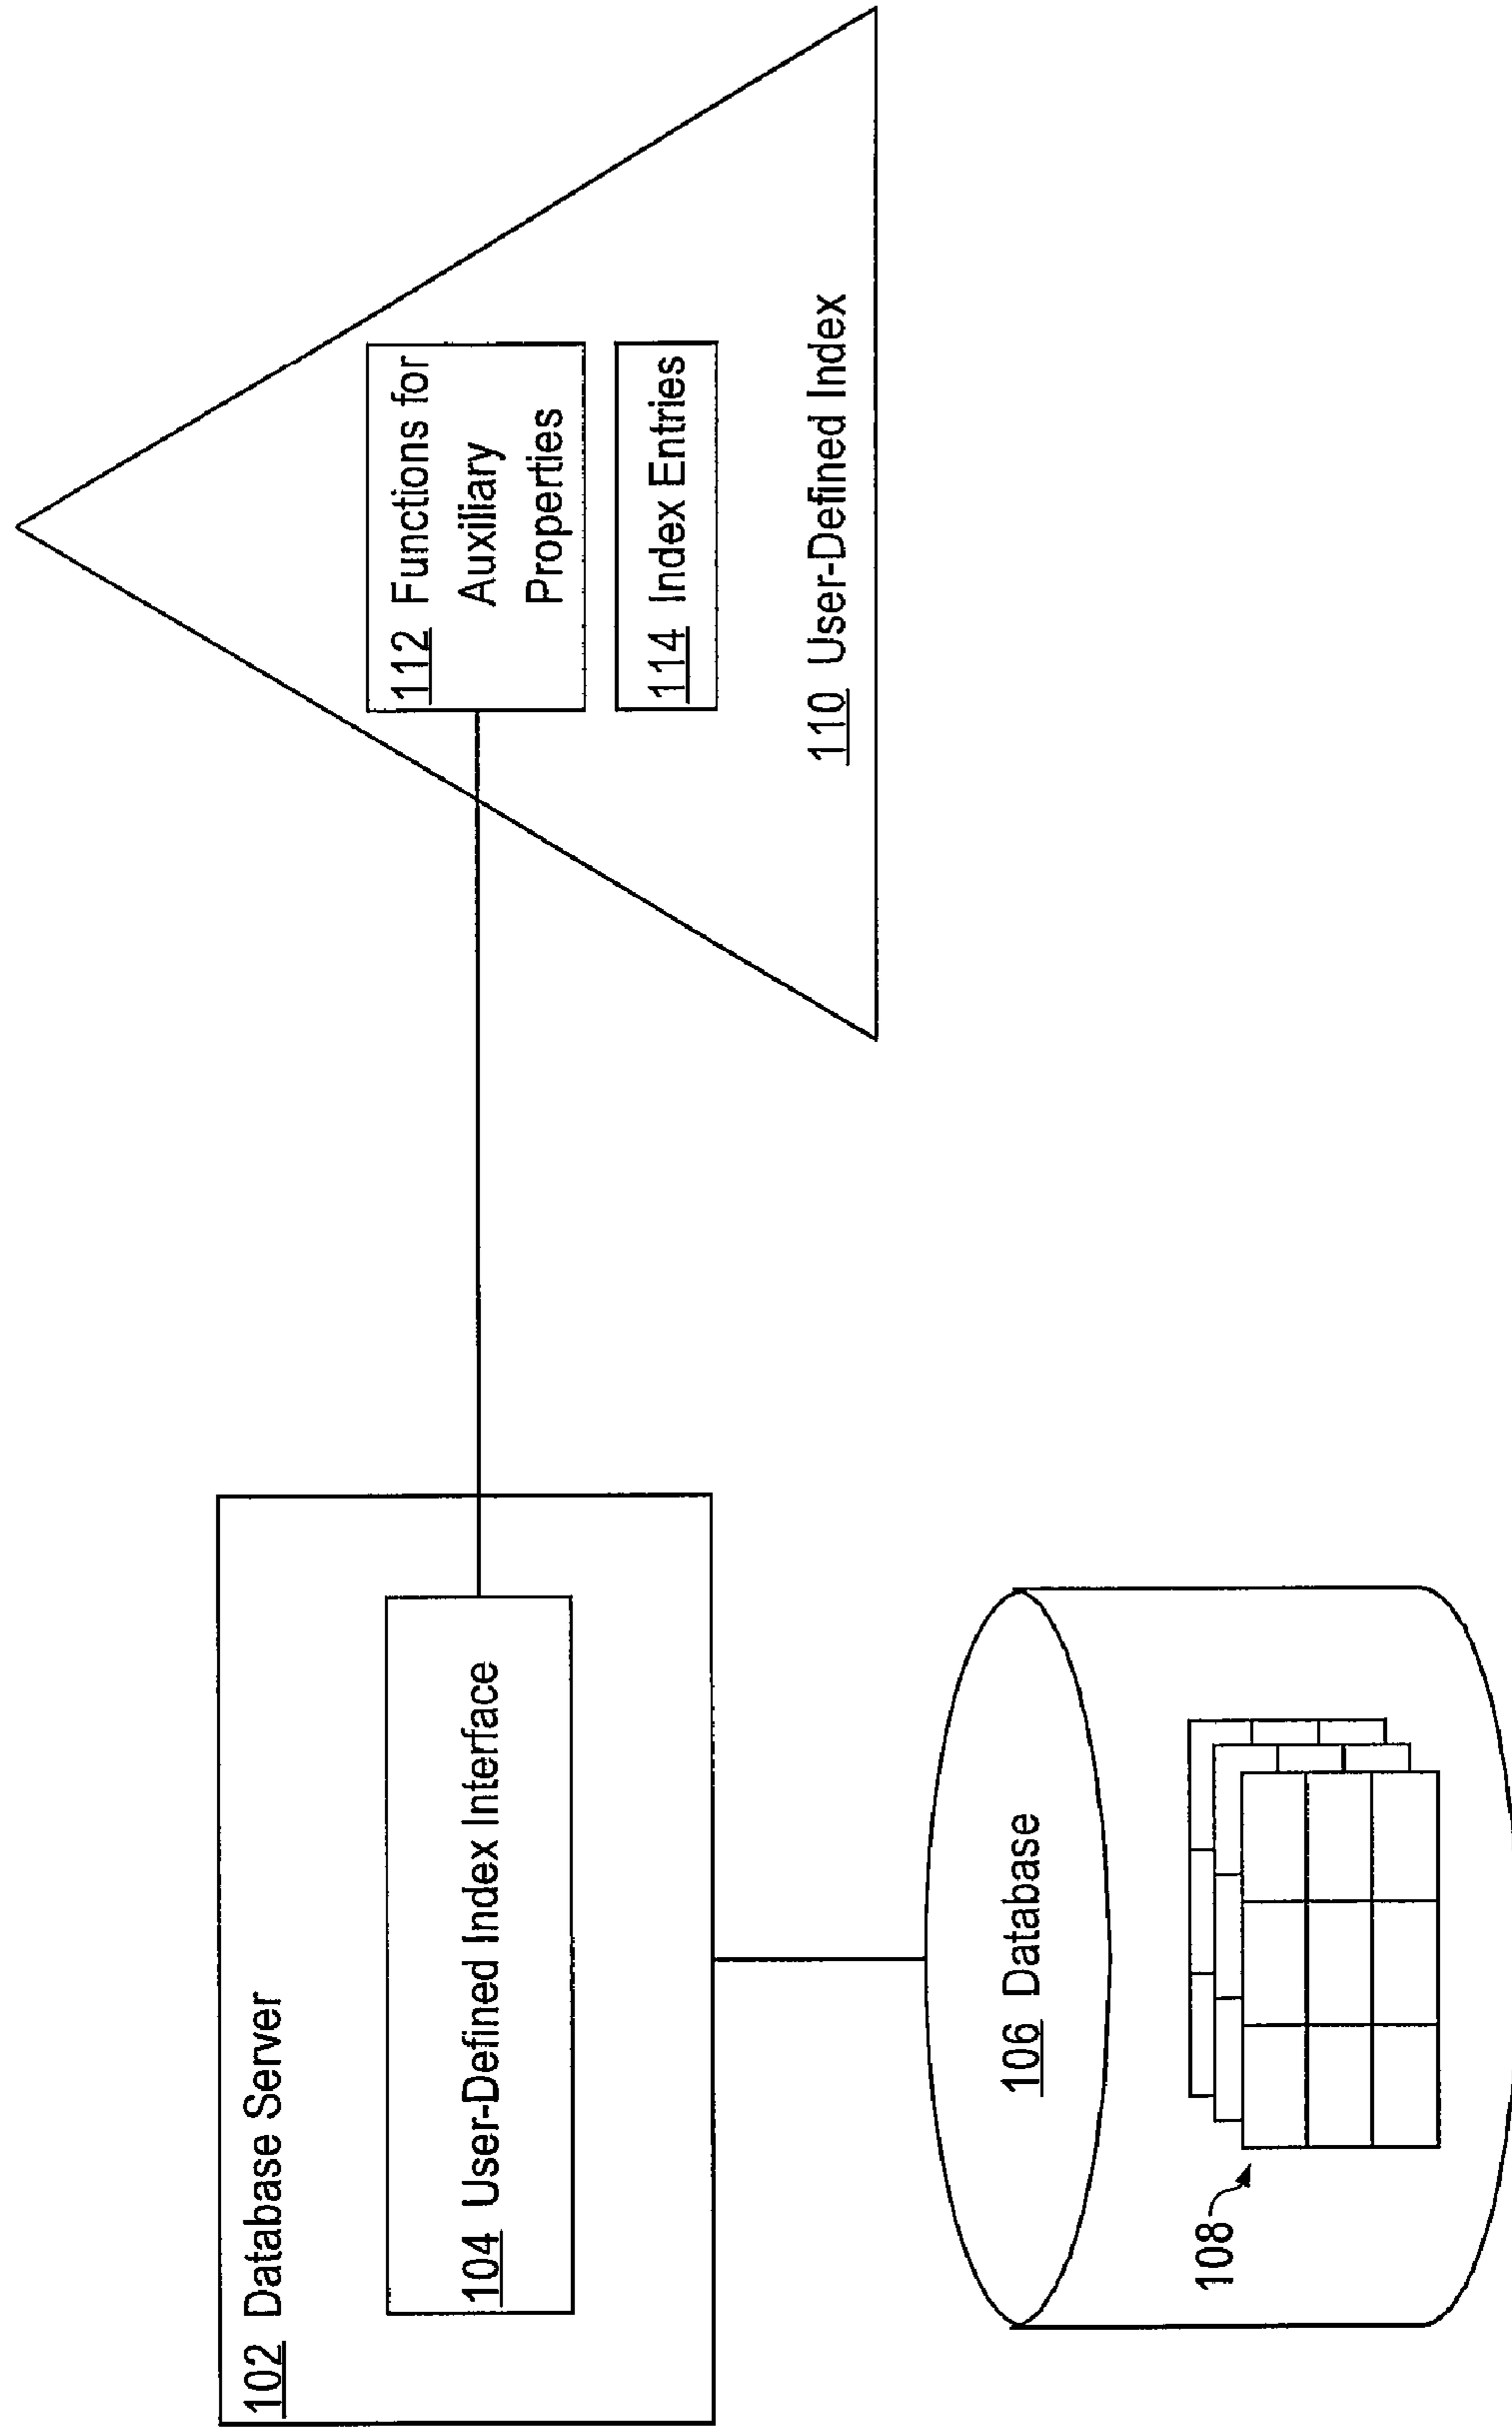 102 Database Server
104 User-Defined Index Interface
106 Database
108
112 Functions for
Auxiliary
Properties
114 Index Entries
110 User-Defined Index